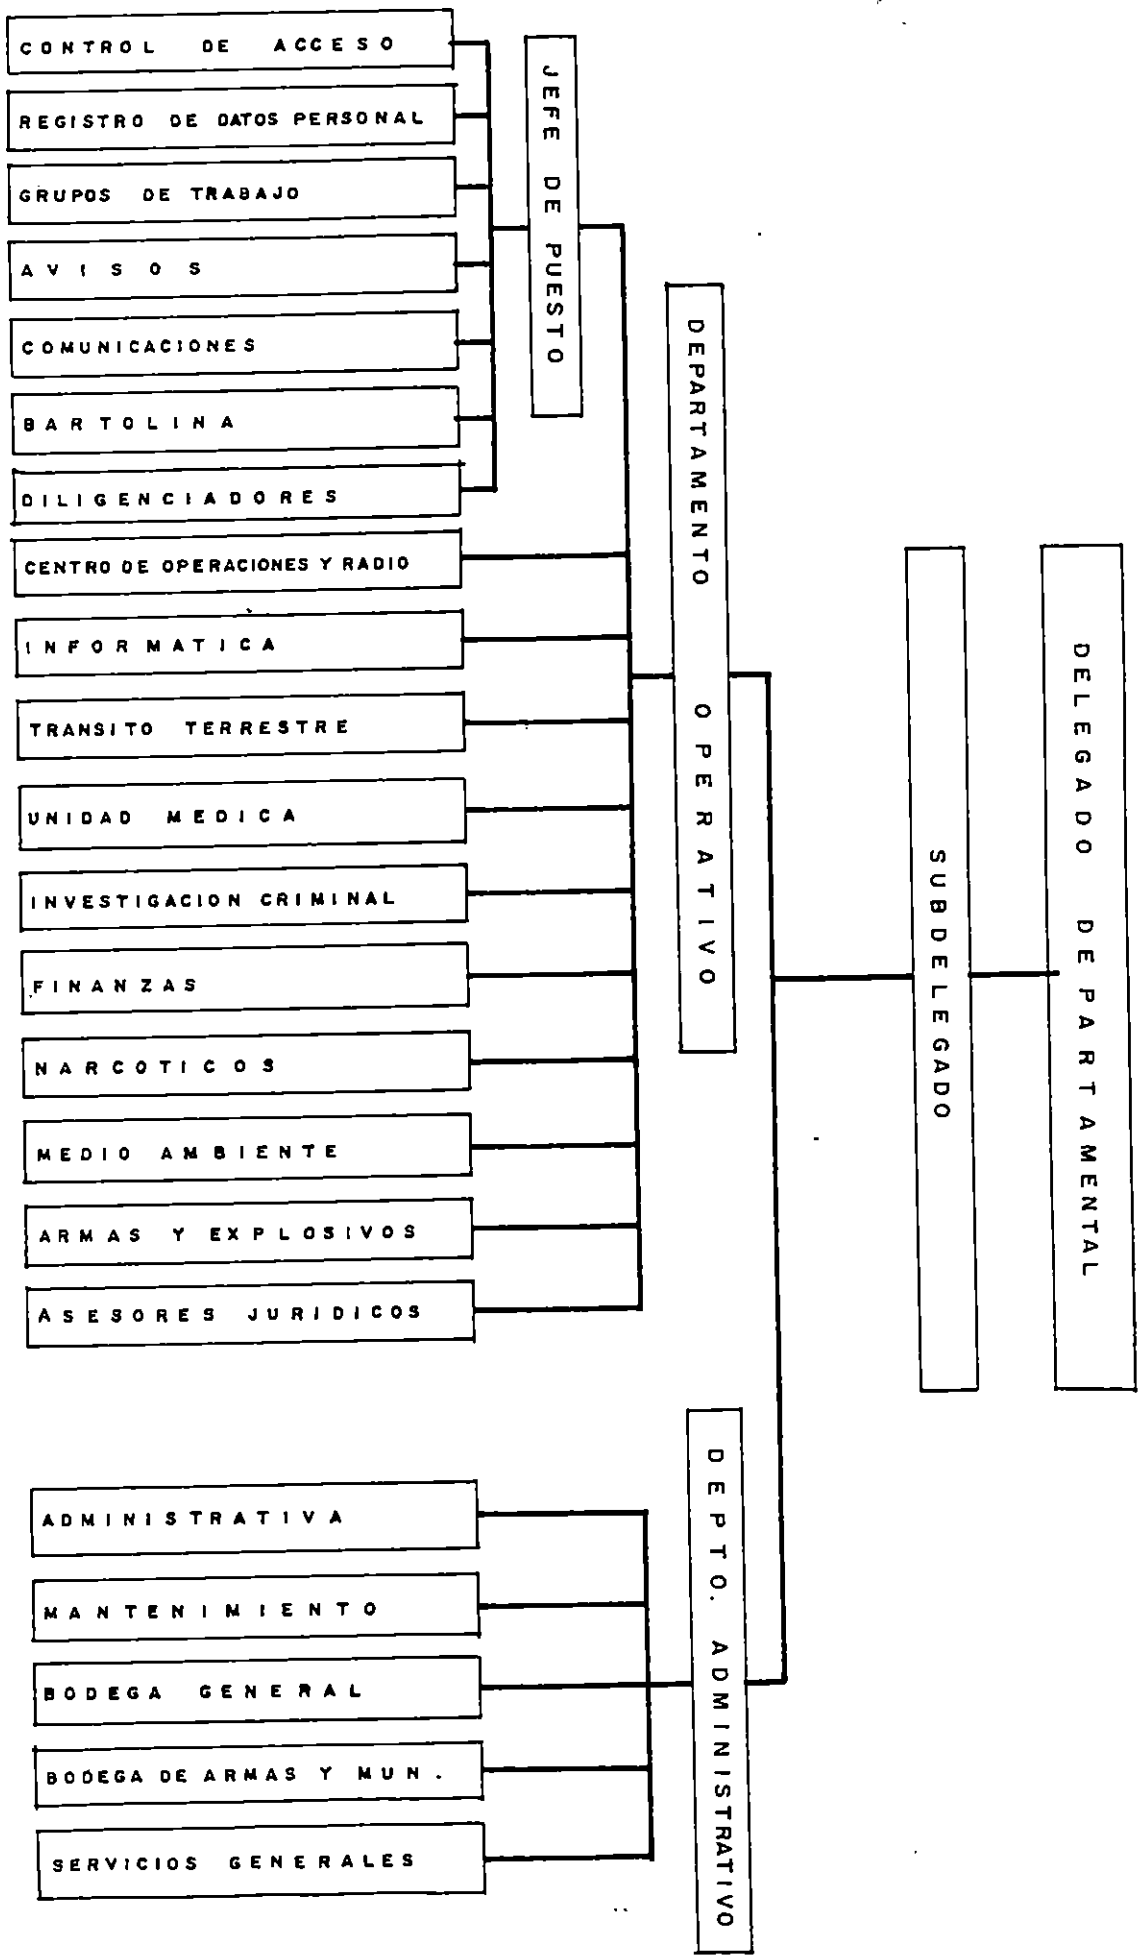 DELEGADO DEPARTAMENTAL
SUBDELEGADO
DEPARTAMENTO OPERATIVO
JEFE DE PUESTO
CONTROL DE ACCESO
REGISTRO DE DATOS PERSONAL
GRUPOS DE TRABAJO
AVISOS
COMUNICACIONES
BARTOLINA
DILIGENCIADORES
CENTRO DE OPERACIONES Y RADIO
INFORMATICA
TRANSITO TERRESTRE
UNIDAD MEDICA
INVESTIGACION CRIMINAL
FINANZAS
NARCOTICOS
MEDIO AMBIENTE
ARMAS Y EXPLOSIVOS
ASESORES JURIDICOS
DEPTO. ADMINISTRATIVO
ADMINISTRATIVA
MANTENIMIENTO
BODEGA GENERAL
BODEGA DE ARMAS Y MUN.
SERVICIOS GENERALES